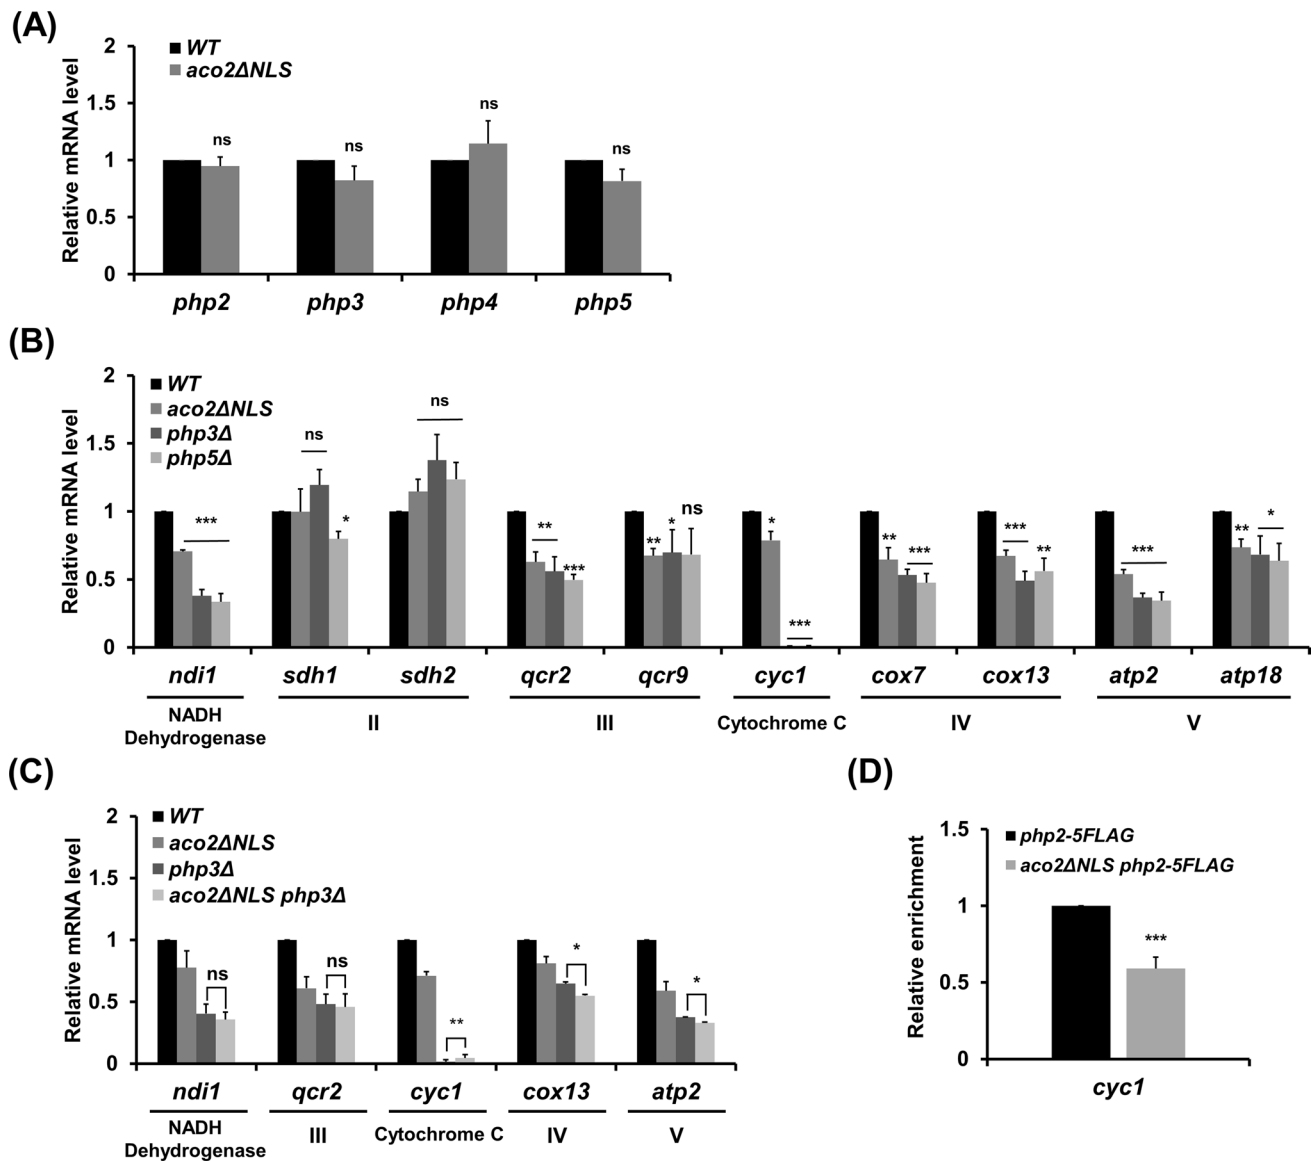 (A)
WT
aco2ΔNLS
Relative mRNA level
2
1.5
1
0.5
0
ns
ns
ns
ns
php2 php3 php4 php5
(B)
WT
aco2ΔNLS
php3Δ
php5Δ
Relative mRNA level
2
1.5
1
0.5
0
***
ns
*
ns
**
***
**
*
ns
*
***
**
***
***
**
***
**
*
ndi1 sdh1 sdh2 qcr2 qcr9 cyc1 cox7 cox13 atp2 atp18
NADH
Dehydrogenase
II
III
Cytochrome C
IV
V
(C)
WT
aco2ΔNLS
php3Δ
aco2ΔNLS php3Δ
Relative mRNA level
2
1.5
1
0.5
0
ns
ns
**
*
*
ndi1 qcr2 cyc1 cox13 atp2
NADH
Dehydrogenase
III
Cytochrome C
IV
V
(D)
php2-5FLAG
aco2ΔNLS php2-5FLAG
Relative enrichment
1.5
1
0.5
0
***
cyc1